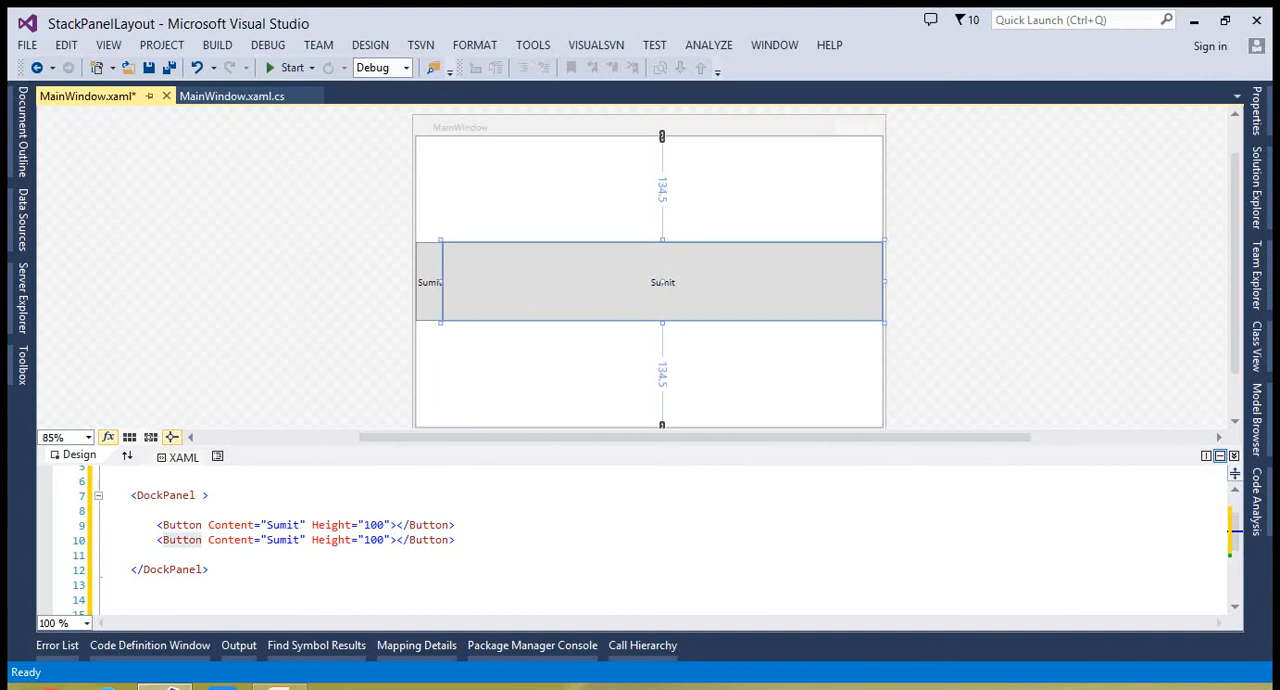 StackPanelLayout - Microsoft Visual Studio
10
Quick Launch (Ctrl+Q)
FILE EDIT VIEW PROJECT BUILD DEBUG TEAM DESIGN TSVN FORMAT TOOLS VISUALSVN TEST ANALYZE WINDOW HELP
Sign in
Start
Debug
MainWindow.xaml*
MainWindow.xaml.cs
Document Outline
Data Sources
Server Explorer
Toolbox
MainWindow
134.5
Sumit
Sumit
134.5
Properties
Solution Explorer
Team Explorer
Class View
Model Browser
Code Analysis
85%
fx
Design
XAML
5
6
7 <DockPanel >
8
9 <Button Content="Sumit" Height="100"></Button>
10 <Button Content="Sumit" Height="100"></Button>
11
12 </DockPanel>
13
14
15
100 %
Error List Code Definition Window Output Find Symbol Results Mapping Details Package Manager Console Call Hierarchy
Ready